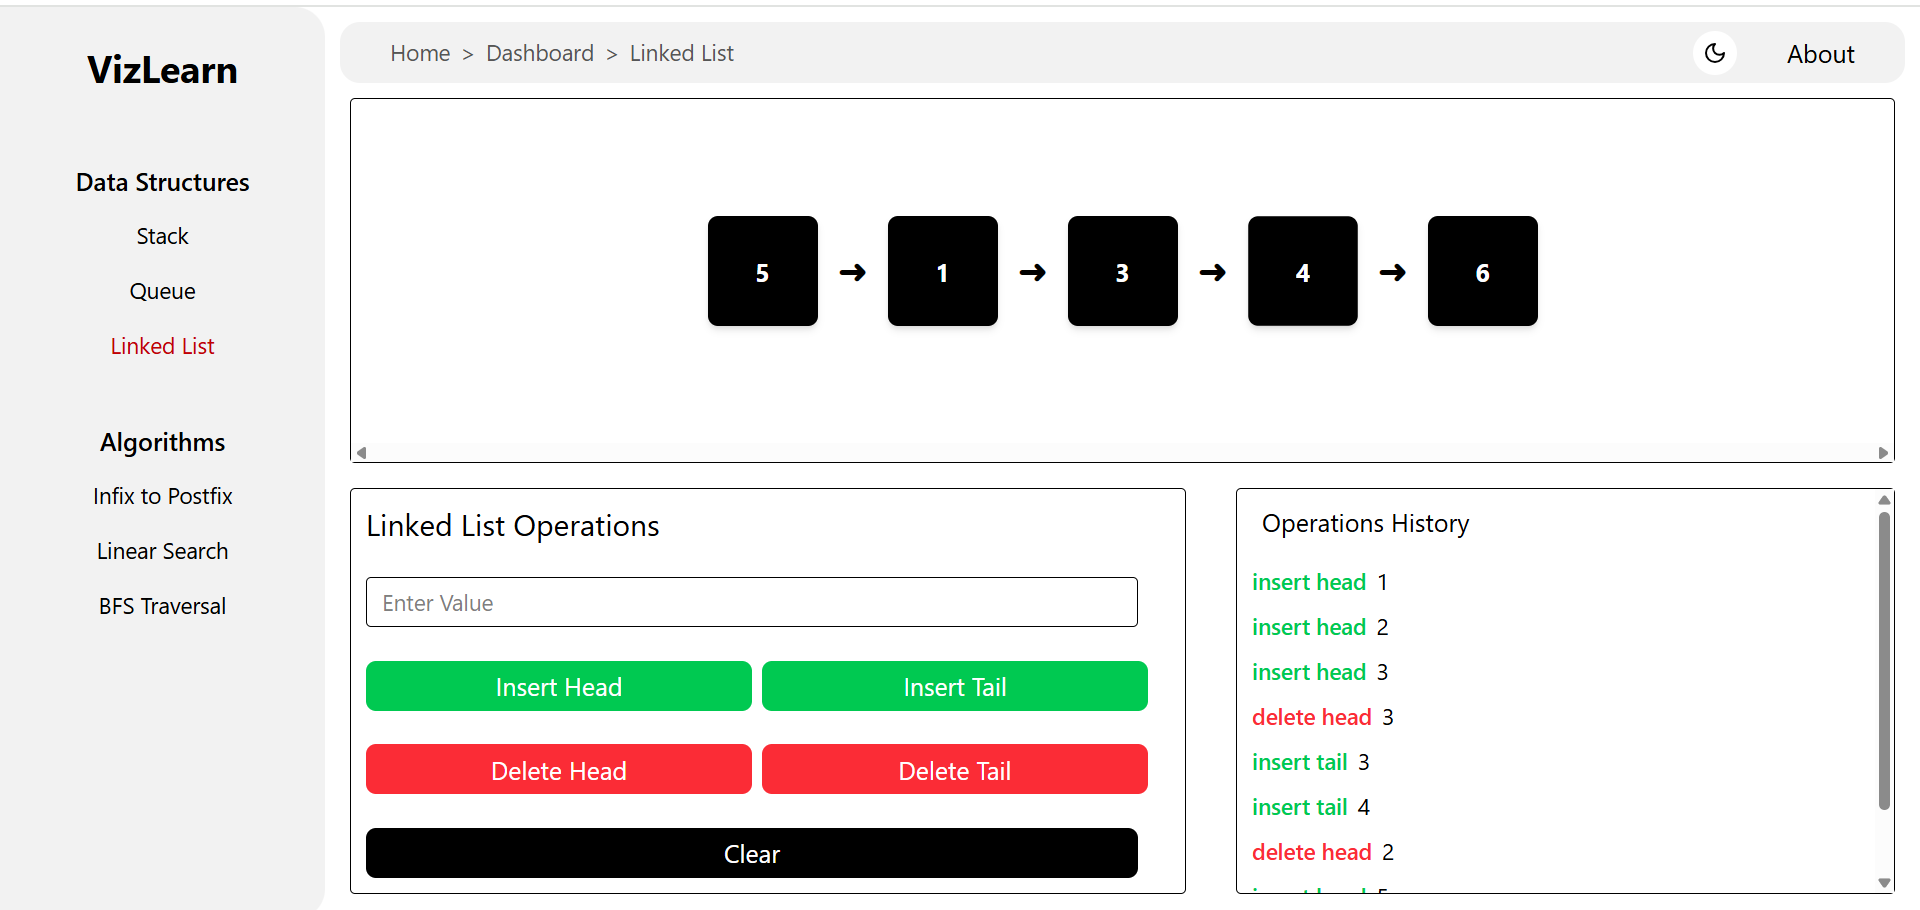 VizLearn
Data Structures
Stack
Queue
Linked List
Algorithms
Infix to Postfix
Linear Search
BFS Traversal
Home > Dashboard > Linked List
About
5 ➜ 1 ➜ 3 ➜ 4 ➜ 6
Linked List Operations
Enter Value
Insert Head
Insert Tail
Delete Head
Delete Tail
Clear
Operations History
insert head 1
insert head 2
insert head 3
delete head 3
insert tail 3
insert tail 4
delete head 2